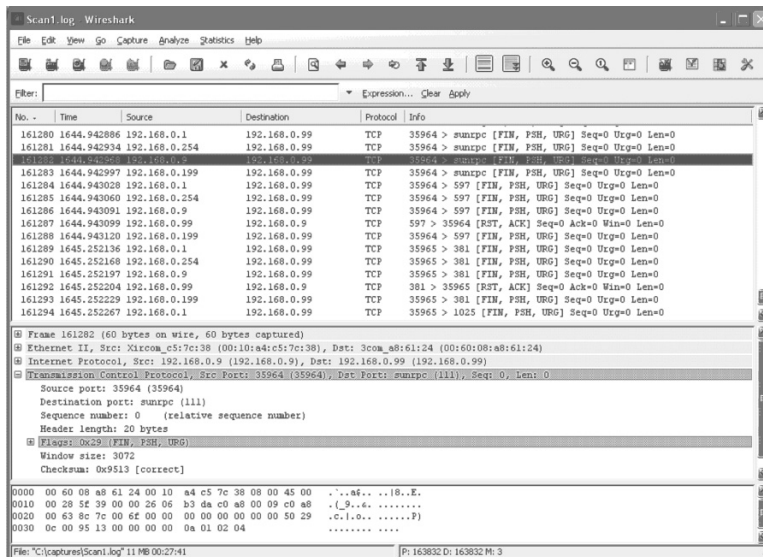 Scan1.log - Wireshark
File Edit View Go Capture Analyze Statistics Help
Filter: Expression... Clear Apply
No. - Time Source Destination Protocol Info
161280 1644.942886 192.168.0.1 192.168.0.99 TCP 35964 > sunrpc [FIN, PSH, URG] Seq=0 Urg=0 Len=0
161281 1644.942934 192.168.0.254 192.168.0.99 TCP 35964 > sunrpc [FIN, PSH, URG] Seq=0 Urg=0 Len=0
161282 1644.942968 192.168.0.9 192.168.0.99 TCP 35964 > sunrpc [FIN, PSH, URG] Seq=0 Urg=0 Len=0
161283 1644.942997 192.168.0.199 192.168.0.99 TCP 35964 > sunrpc [FIN, PSH, URG] Seq=0 Urg=0 Len=0
161284 1644.943028 192.168.0.1 192.168.0.99 TCP 35964 > 597 [FIN, PSH, URG] Seq=0 Urg=0 Len=0
161285 1644.943060 192.168.0.254 192.168.0.99 TCP 35964 > 597 [FIN, PSH, URG] Seq=0 Urg=0 Len=0
161286 1644.943091 192.168.0.9 192.168.0.99 TCP 35964 > 597 [FIN, PSH, URG] Seq=0 Urg=0 Len=0
161287 1644.943099 192.168.0.99 192.168.0.9 TCP 597 > 35964 [RST, ACK] Seq=0 Ack=0 Win=0 Len=0
161288 1644.943120 192.168.0.199 192.168.0.99 TCP 35964 > 597 [FIN, PSH, URG] Seq=0 Urg=0 Len=0
161289 1645.252136 192.168.0.1 192.168.0.99 TCP 35965 > 381 [FIN, PSH, URG] Seq=0 Urg=0 Len=0
161290 1645.252168 192.168.0.254 192.168.0.99 TCP 35965 > 381 [FIN, PSH, URG] Seq=0 Urg=0 Len=0
161291 1645.252197 192.168.0.9 192.168.0.99 TCP 35965 > 381 [FIN, PSH, URG] Seq=0 Urg=0 Len=0
161292 1645.252204 192.168.0.99 192.168.0.9 TCP 381 > 35965 [RST, ACK] Seq=0 Ack=0 Win=0 Len=0
161293 1645.252229 192.168.0.199 192.168.0.99 TCP 35965 > 381 [FIN, PSH, URG] Seq=0 Urg=0 Len=0
161294 1645.252267 192.168.0.1 192.168.0.99 TCP 35965 > 1025 [FIN, PSH, URG] Seq=0 Urg=0 Len=0
Frame 161282 (60 bytes on wire, 60 bytes captured)
Ethernet II, Src: Xircom_c5:7c:38 (00:10:a4:c5:7c:38), Dst: 3com_a8:61:24 (00:60:08:a8:61:24)
Internet Protocol, Src: 192.168.0.9 (192.168.0.9), Dst: 192.168.0.99 (192.168.0.99)
Transmission Control Protocol, Src Port: 35964 (35964), Dst Port: sunrpc (111), Seq: 0, Len: 0
Source port: 35964 (35964)
Destination port: sunrpc (111)
Sequence number: 0 (relative sequence number)
Header length: 20 bytes
Flags: 0x29 (FIN, PSH, URG)
Window size: 3072
Checksum: 0x9513 [correct]
0000 00 60 08 a8 61 24 00 10 a4 c5 7c 38 08 00 45 00 .`..a$.. ..|8..E.
0010 00 28 5f 39 00 00 26 06 b3 da c0 a8 00 09 c0 a8 .(_9..&. ........
0020 00 63 8c 7c 00 6f 00 00 00 00 00 00 00 00 50 29 .c.|.o.. ......P)
0030 0c 00 95 13 00 00 00 00 0a 01 02 04 ........ ....
File: "C:\captures\Scan1.log" 11 MB 00:27:41 P: 163832 D: 163832 M: 3